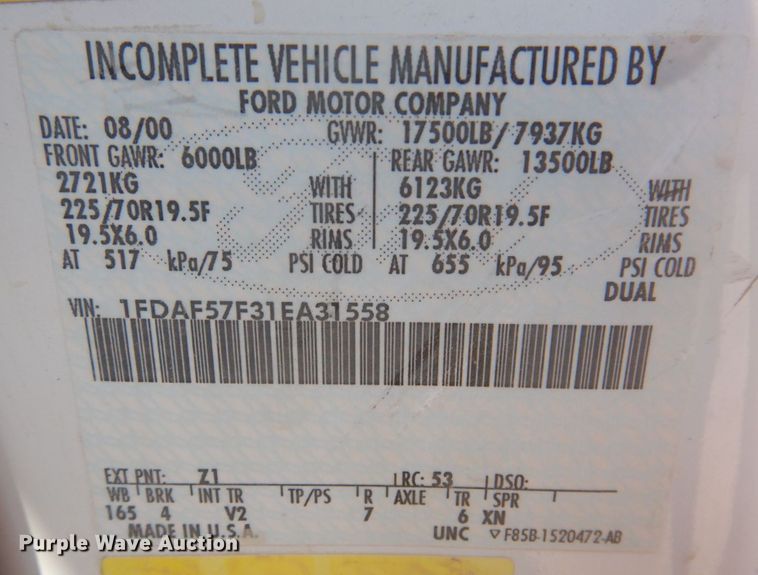 INCOMPLETE VEHICLE MANUFACTURED BY
FORD MOTOR COMPANY
DATE: 08/00 GVWR: 17500LB/7937KG
FRONT GAWR: 6000LB REAR GAWR: 13500LB
2721KG WITH 6123KG WITH
225/70R19.5F TIRES 225/70R19.5F TIRES
19.5X6.0 RIMS 19.5X6.0 RIMS
AT 517 kPa/75 PSI COLD AT 655 kPa/95 PSI COLD
DUAL
VIN: 1FDAF57F31EA31558
EXT PNT: Z1 RC: 53 DSO:
WB BRK INT TR TP/PS R AXLE TR SPR
165 4 V2 7 6 XN
MADE IN U.S.A. UNC ▽ F85B-1520472-AB
Purple Wave Auction